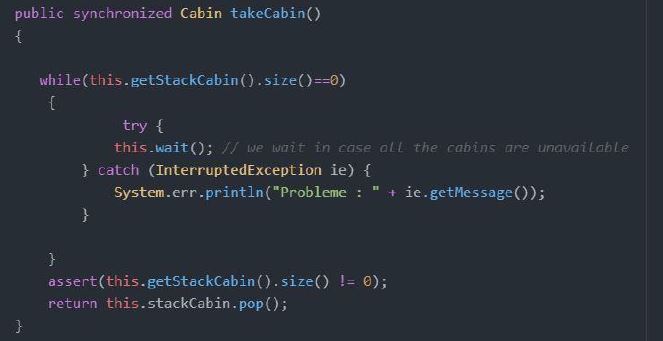 public synchronized Cabin takeCabin()
{
while(this.getStackCabin().size()==0)
{
try {
this.wait(); // we wait in case all the cabins are unavailable
} catch (InterruptedException ie) {
System.err.println("Probleme : " + ie.getMessage());
}
}
assert(this.getStackCabin().size() != 0);
return this.stackCabin.pop();
}